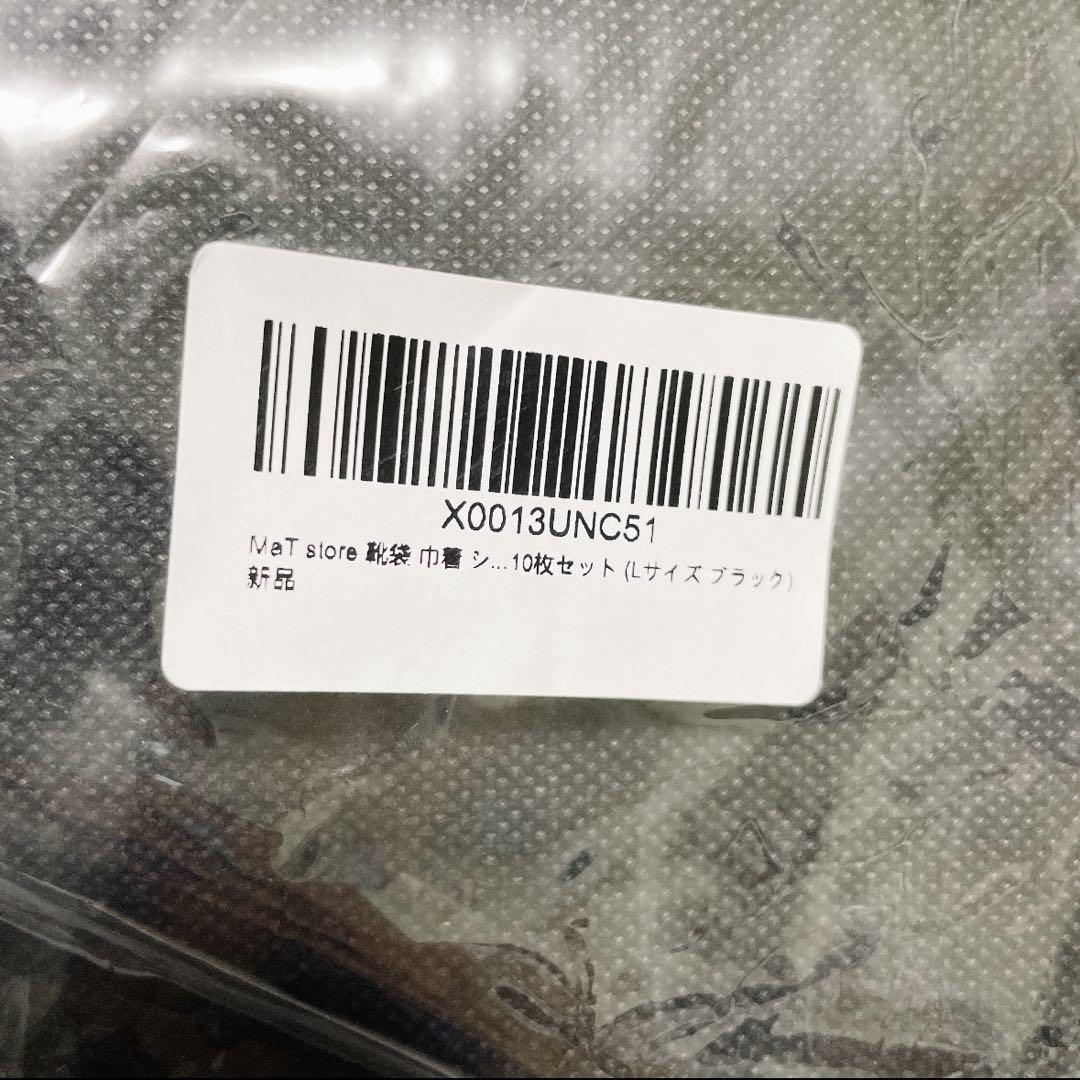 X0013UNC51
MaT store 靴袋 巾着 シ...10枚セット (Lサイズ ブラック)
新品